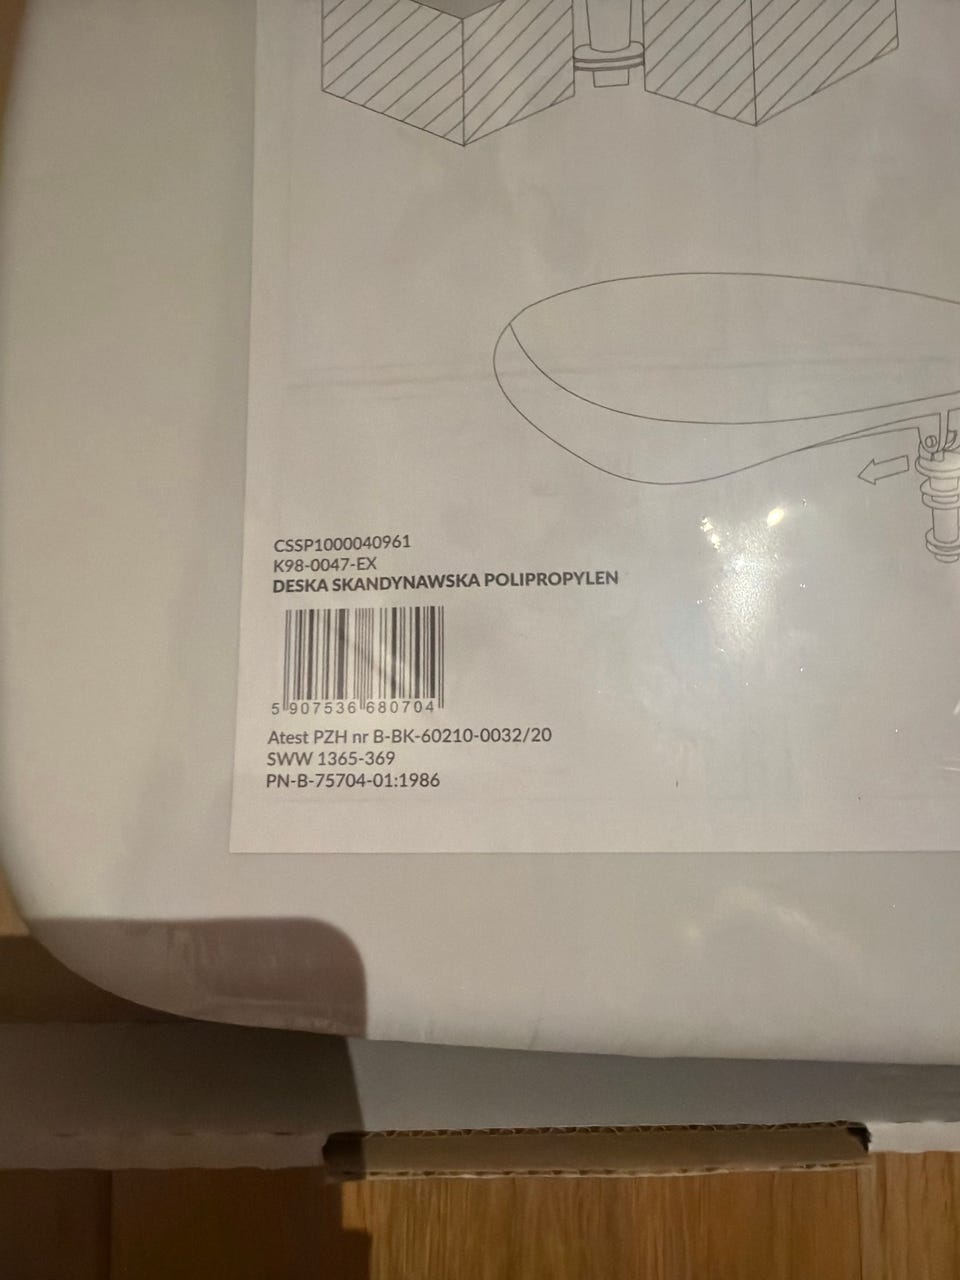 CSSP1000040961
K98-0047-EX
DESKA SKANDYNAWSKA POLIPROPYLEN
5 907536 680704
Atest PZH nr B-BK-60210-0032/20
SWW 1365-369
PN-B-75704-01:1986